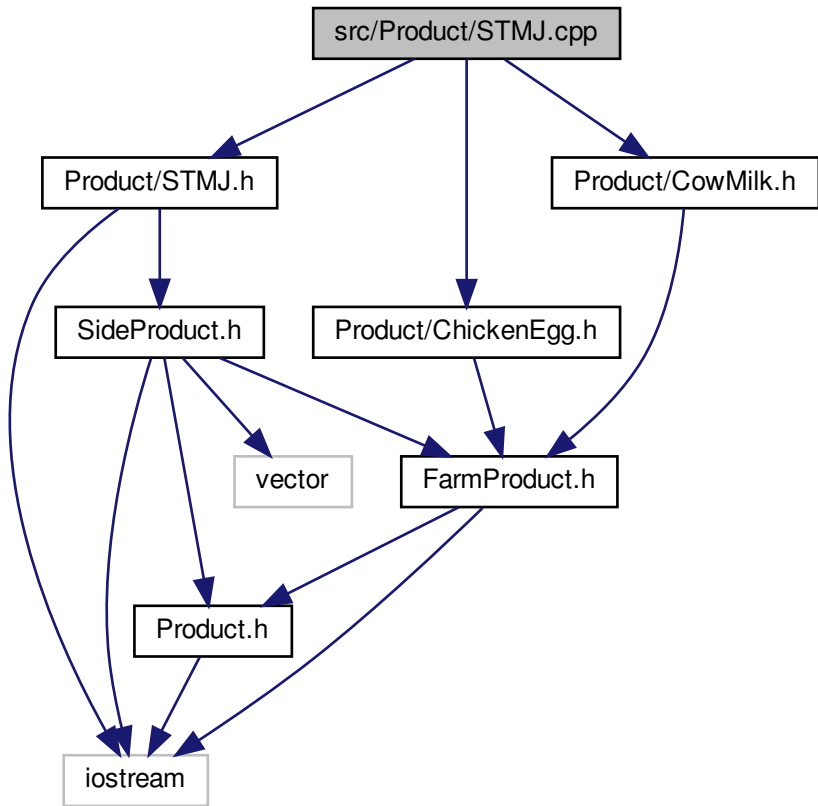 src/Product/STMJ.cpp
Product/STMJ.h
Product/CowMilk.h
SideProduct.h
Product/ChickenEgg.h
vector
FarmProduct.h
Product.h
iostream